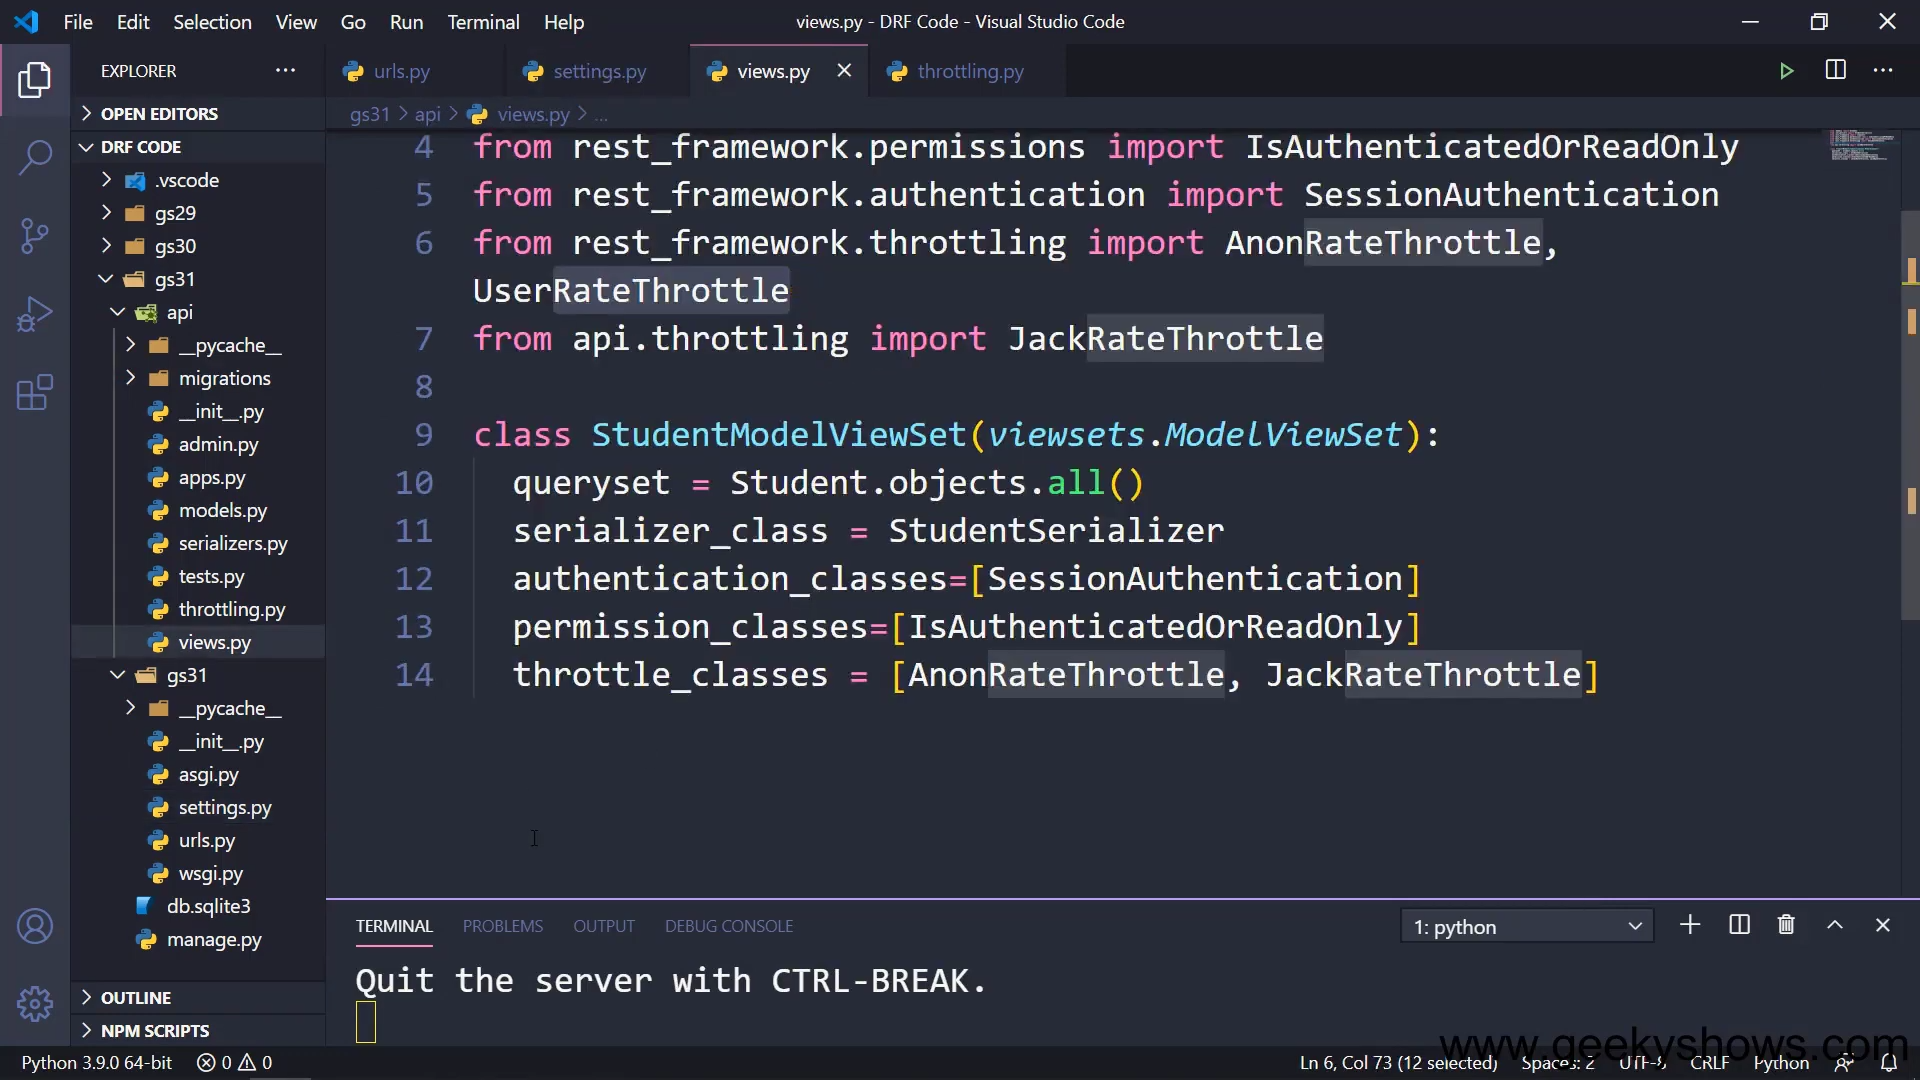 File Edit Selection View Go Run Terminal Help
views.py - DRF Code - Visual Studio Code
EXPLORER
OPEN EDITORS
DRF CODE
.vscode
gs29
gs30
gs31
api
__pycache__
migrations
__init__.py
admin.py
apps.py
models.py
serializers.py
tests.py
throttling.py
views.py
gs31
__pycache__
__init__.py
asgi.py
settings.py
urls.py
wsgi.py
db.sqlite3
manage.py
OUTLINE
NPM SCRIPTS
urls.py settings.py views.py throttling.py
gs31 > api > views.py > ...
4 from rest_framework.permissions import IsAuthenticatedOrReadOnly
5 from rest_framework.authentication import SessionAuthentication
6 from rest_framework.throttling import AnonRateThrottle,
UserRateThrottle
7 from api.throttling import JackRateThrottle
8
9 class StudentModelViewSet(viewsets.ModelViewSet):
10 queryset = Student.objects.all()
11 serializer_class = StudentSerializer
12 authentication_classes=[SessionAuthentication]
13 permission_classes=[IsAuthenticatedOrReadOnly]
14 throttle_classes = [AnonRateThrottle, JackRateThrottle]
TERMINAL PROBLEMS OUTPUT DEBUG CONSOLE
1: python
Quit the server with CTRL-BREAK.
www.geekyshows.com
Python 3.9.0 64-bit 0 0
Ln 6, Col 73 (12 selected) Spaces: 2 UTF-8 CRLF Python